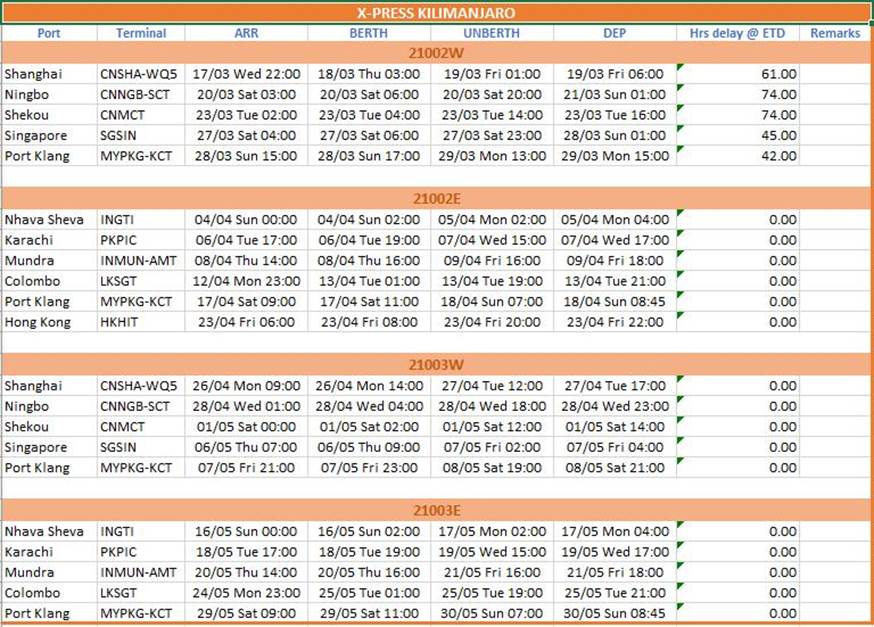 X-PRESS KILIMANJARO
Port Terminal ARR BERTH UNBERTH DEP Hrs delay @ ETD Remarks
21002W
Shanghai CNSHA-WQ5 17/03 Wed 22:00 18/03 Thu 03:00 19/03 Fri 01:00 19/03 Fri 06:00 61.00
Ningbo CNNGB-SCT 20/03 Sat 03:00 20/03 Sat 06:00 20/03 Sat 20:00 21/03 Sun 01:00 74.00
Shekou CNMCT 23/03 Tue 02:00 23/03 Tue 04:00 23/03 Tue 14:00 23/03 Tue 16:00 74.00
Singapore SGSIN 27/03 Sat 04:00 27/03 Sat 06:00 27/03 Sat 23:00 28/03 Sun 01:00 45.00
Port Klang MYPKG-KCT 28/03 Sun 15:00 28/03 Sun 17:00 29/03 Mon 13:00 29/03 Mon 15:00 42.00
21002E
Nhava Sheva INGTI 04/04 Sun 00:00 04/04 Sun 02:00 05/04 Mon 02:00 05/04 Mon 04:00 0.00
Karachi PKPIC 06/04 Tue 17:00 06/04 Tue 19:00 07/04 Wed 15:00 07/04 Wed 17:00 0.00
Mundra INMUN-AMT 08/04 Thu 14:00 08/04 Thu 16:00 09/04 Fri 16:00 09/04 Fri 18:00 0.00
Colombo LKSGT 12/04 Mon 23:00 13/04 Tue 01:00 13/04 Tue 19:00 13/04 Tue 21:00 0.00
Port Klang MYPKG-KCT 17/04 Sat 09:00 17/04 Sat 11:00 18/04 Sun 07:00 18/04 Sun 08:45 0.00
Hong Kong HKHIT 23/04 Fri 06:00 23/04 Fri 08:00 23/04 Fri 20:00 23/04 Fri 22:00 0.00
21003W
Shanghai CNSHA-WQ5 26/04 Mon 09:00 26/04 Mon 14:00 27/04 Tue 12:00 27/04 Tue 17:00 0.00
Ningbo CNNGB-SCT 28/04 Wed 01:00 28/04 Wed 04:00 28/04 Wed 18:00 28/04 Wed 23:00 0.00
Shekou CNMCT 01/05 Sat 00:00 01/05 Sat 02:00 01/05 Sat 12:00 01/05 Sat 14:00 0.00
Singapore SGSIN 06/05 Thu 07:00 06/05 Thu 09:00 07/05 Fri 02:00 07/05 Fri 04:00 0.00
Port Klang MYPKG-KCT 07/05 Fri 21:00 07/05 Fri 23:00 08/05 Sat 19:00 08/05 Sat 21:00 0.00
21003E
Nhava Sheva INGTI 16/05 Sun 00:00 16/05 Sun 02:00 17/05 Mon 02:00 17/05 Mon 04:00 0.00
Karachi PKPIC 18/05 Tue 17:00 18/05 Tue 19:00 19/05 Wed 15:00 19/05 Wed 17:00 0.00
Mundra INMUN-AMT 20/05 Thu 14:00 20/05 Thu 16:00 21/05 Fri 16:00 21/05 Fri 18:00 0.00
Colombo LKSGT 24/05 Mon 23:00 25/05 Tue 01:00 25/05 Tue 19:00 25/05 Tue 21:00 0.00
Port Klang MYPKG-KCT 29/05 Sat 09:00 29/05 Sat 11:00 30/05 Sun 07:00 30/05 Sun 08:45 0.00